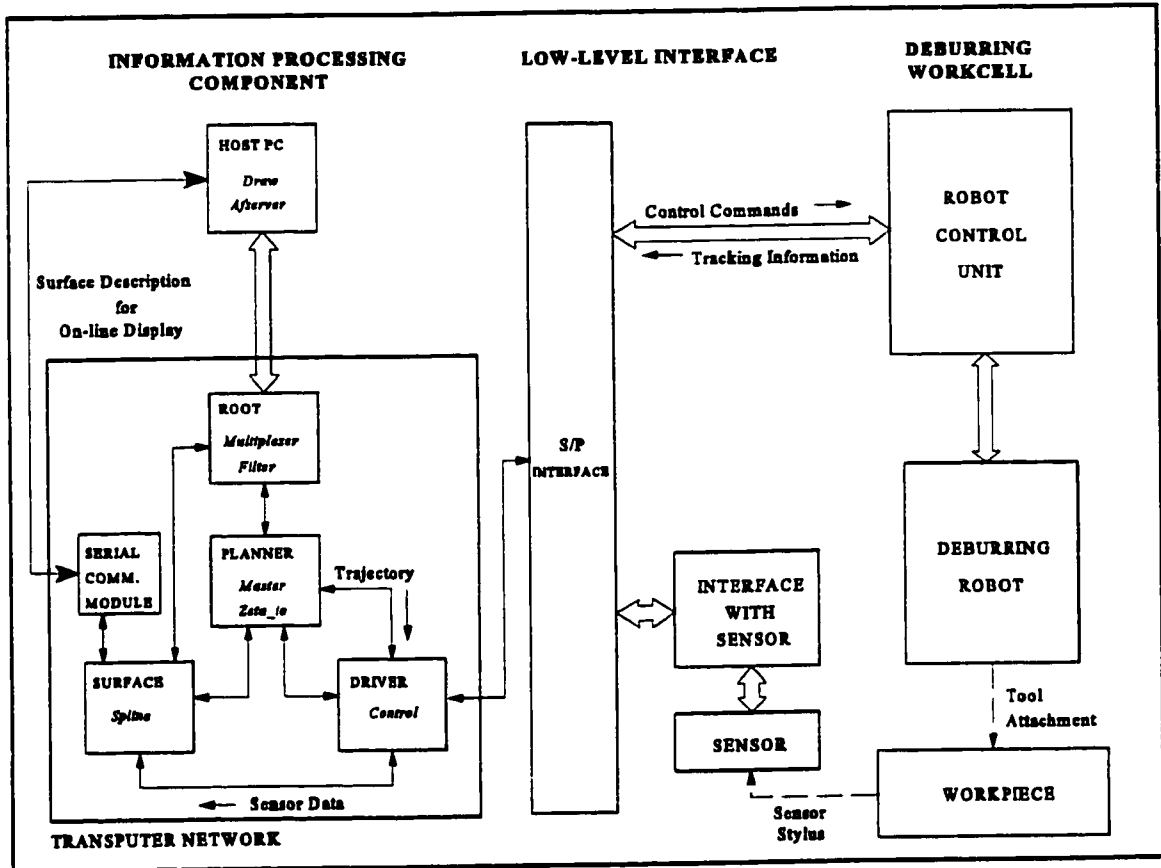 INFORMATION PROCESSING
COMPONENT
LOW-LEVEL INTERFACE
DEBURRING
WORKCELL
HOST PC
Draw
Afserver
Surface Description
for
On-line Display
Control Commands
Tracking Information
ROBOT
CONTROL
UNIT
ROOT
Multiplexer
Filter
S/P
INTERFACE
SERIAL
COMM.
MODULE
PLANNER
Master
Zeta_io
Trajectory
INTERFACE
WITH
SENSOR
DEBURRING
ROBOT
SURFACE
Spline
DRIVER
Control
SENSOR
Tool
Attachment
WORKPIECE
Sensor Data
Sensor
Stylus
TRANSPUTER NETWORK